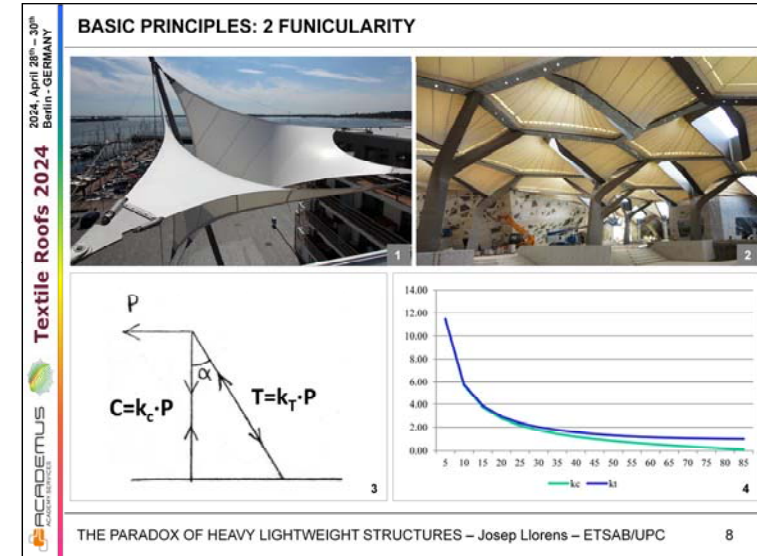 BASIC PRINCIPLES: 2 FUNICULARITY
2024, April 28th – 30th
Berlin - GERMANY
Textile Roofs 2024
ACADEMUS
ACADEMY SERVICES
1
2
P
α
C=kc·P
T=kT·P
3
14.00
12.00
10.00
8.00
6.00
4.00
2.00
0,00
5 10 15 20 25 30 35 40 45 50 55 60 65 70 75 80 85
kc kt
4
THE PARADOX OF HEAVY LIGHTWEIGHT STRUCTURES – Josep Llorens – ETSAB/UPC 8